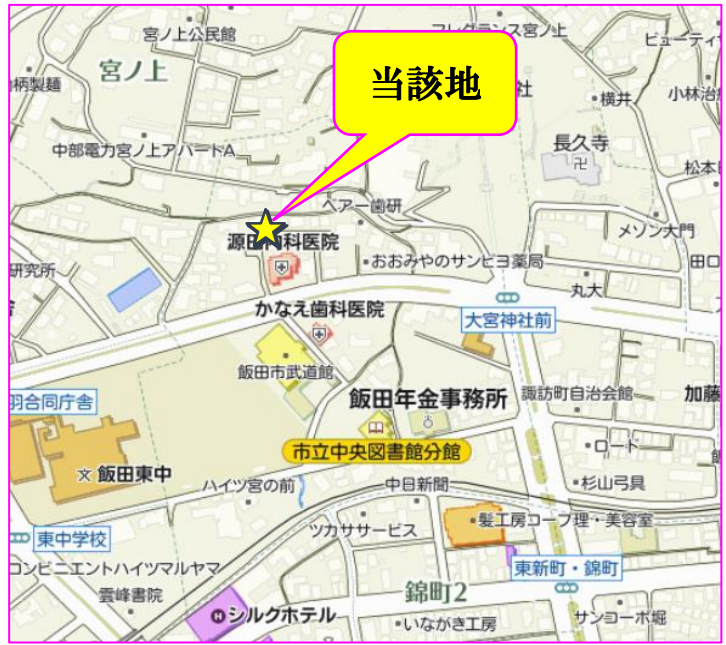 宮ノ上公民館
フレグランス宮ノ上
ビューティ
宮ノ上
当該地
柄製麺
社
横井
小林治
中部電力宮ノ上アパートA
長久寺
松本
ヘアー歯研
源田歯科医院
メゾン大門
研究所
おおみやのサンピヨ薬局
田口
丸大
かなえ歯科医院
大宮神社前
飯田市武道館
飯田年金事務所
諏訪町自治会館
加藤
羽合同庁舎
市立中央図書館分館
ロード
飯田東中
ハイツ宮の前
中日新聞
杉山弓具
ツカササービス
髪工房コープ理・美容室
東中学校
コンビニエントハイツマルヤマ
東新町・錦町
雲峰書院
錦町2
シルクホテル
いながき工房
サンコーポ堀